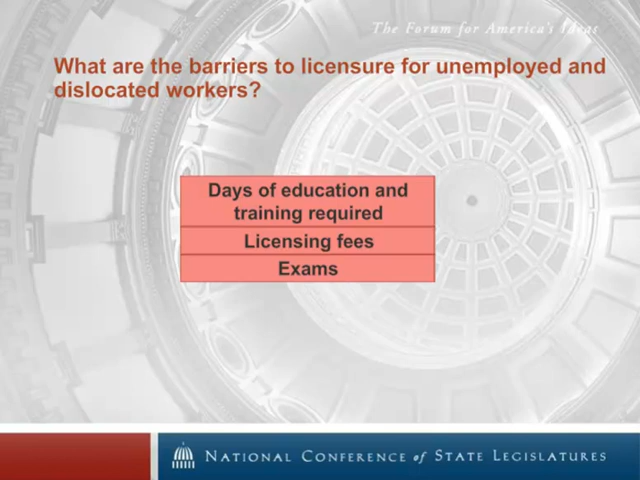 The Forum for America's Ideas
What are the barriers to licensure for unemployed and
dislocated workers?
Days of education and
training required
Licensing fees
Exams
NATIONAL CONFERENCE of STATE LEGISLATURES